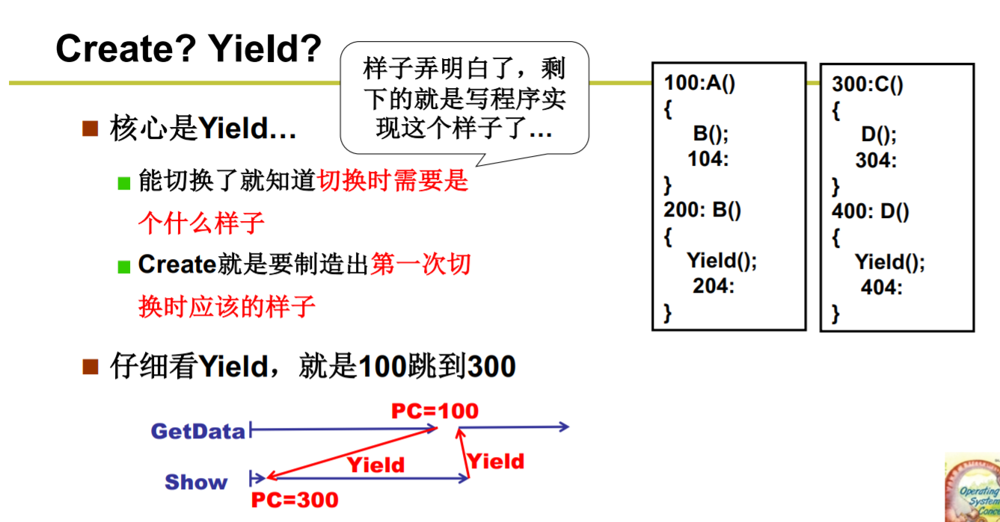 Create? Yield?
样子弄明白了，剩
下的就是写程序实
现这个样子了…
核心是Yield…
能切换了就知道切换时需要是
个什么样子
Create就是要制造出第一次切
换时应该的样子
仔细看Yield，就是100跳到300
PC=100
GetData
Yield
Yield
Show
PC=300
100:A()
{
B();
104:
}
200: B()
{
Yield();
204:
}
300:C()
{
D();
304:
}
400: D()
{
Yield();
404:
}
Operating
System